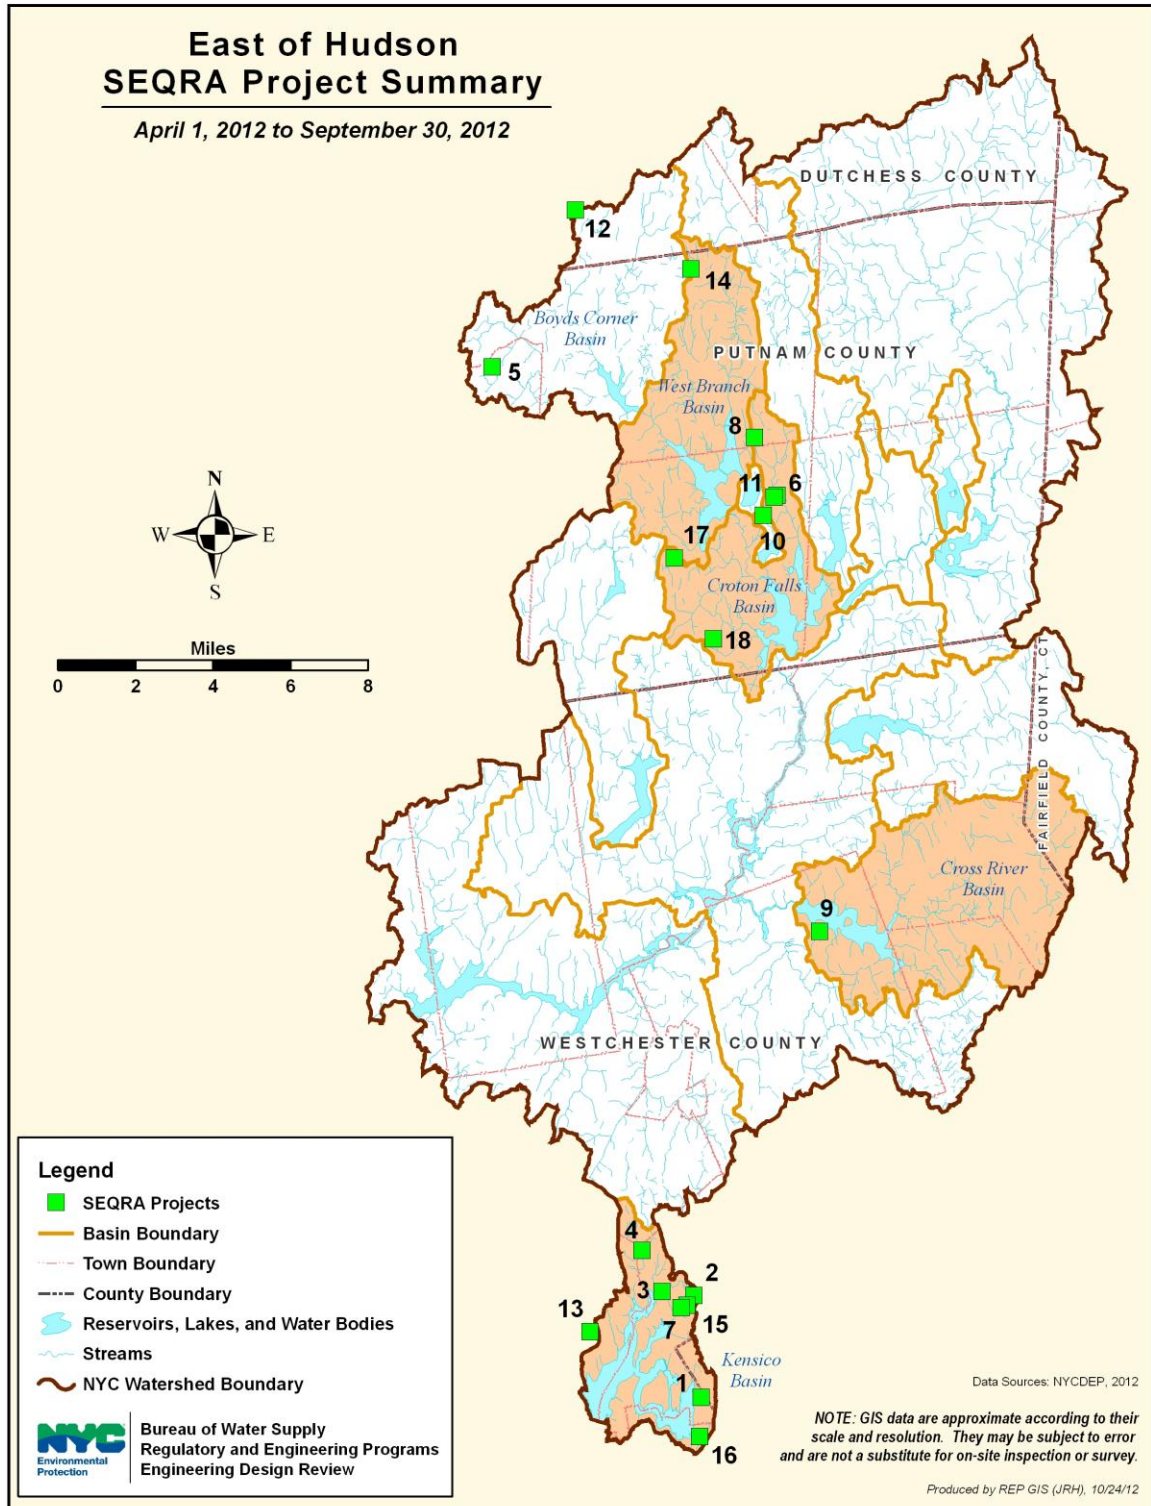 East of Hudson
SEQRA Project Summary
April 1, 2012 to September 30, 2012
DUTCHESS COUNTY
12
14
Boyds Corner
Basin
PUTNAM COUNTY
5
West Branch
Basin
8
11
6
N
W
E
S
17
10
Croton Falls
Basin
18
Miles
0 2 4 6 8
FAIRFIELD COUNTY, CT
Cross River
Basin
9
WESTCHESTER COUNTY
4
3
2
13
7
15
Kensico
Basin
1
16
Legend
SEQRA Projects
Basin Boundary
Town Boundary
County Boundary
Reservoirs, Lakes, and Water Bodies
Streams
NYC Watershed Boundary
NYC
Environmental
Protection
Bureau of Water Supply
Regulatory and Engineering Programs
Engineering Design Review
Data Sources: NYCDEP, 2012
NOTE: GIS data are approximate according to their
scale and resolution. They may be subject to error
and are not a substitute for on-site inspection or survey.
Produced by REP GIS (JRH), 10/24/12